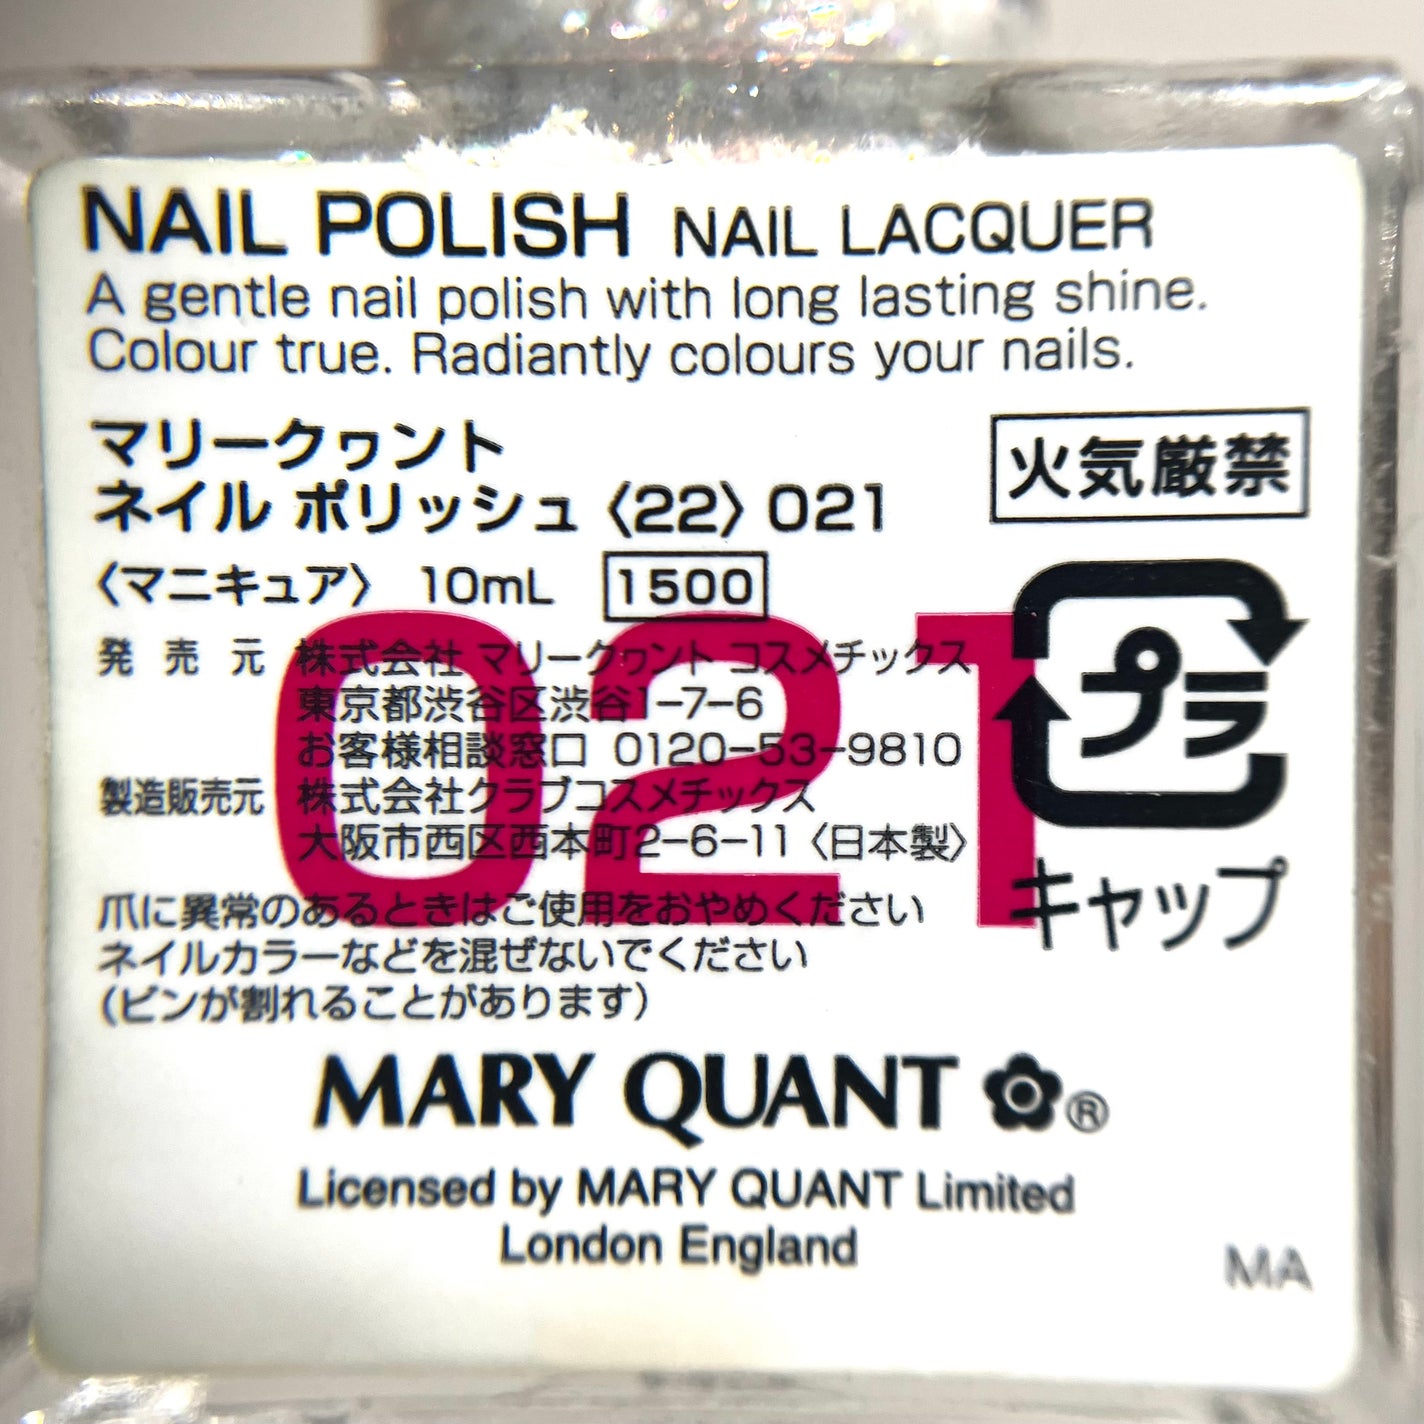 NAIL POLISH NAIL LACQUER
A gentle nail polish with long lasting shine.
Colour true. Radiantly colours your nails.
マリークヮント
ネイル ポリッシュ〈22〉021
火気厳禁
〈マニキュア〉 10mL 1500
021
発売元 株式会社 マリークヮント コスメチックス
東京都渋谷区渋谷1-7-6
お客様相談窓口 0120-53-9810
製造販売元 株式会社クラブコスメチックス
大阪市西区西本町2-6-11〈日本製〉
プラ
キャップ
爪に異常のあるときはご使用をおやめください
ネイルカラーなどを混ぜないでください
(ビンが割れることがあります)
MARY QUANT ®
Licensed by MARY QUANT Limited
London England
MA